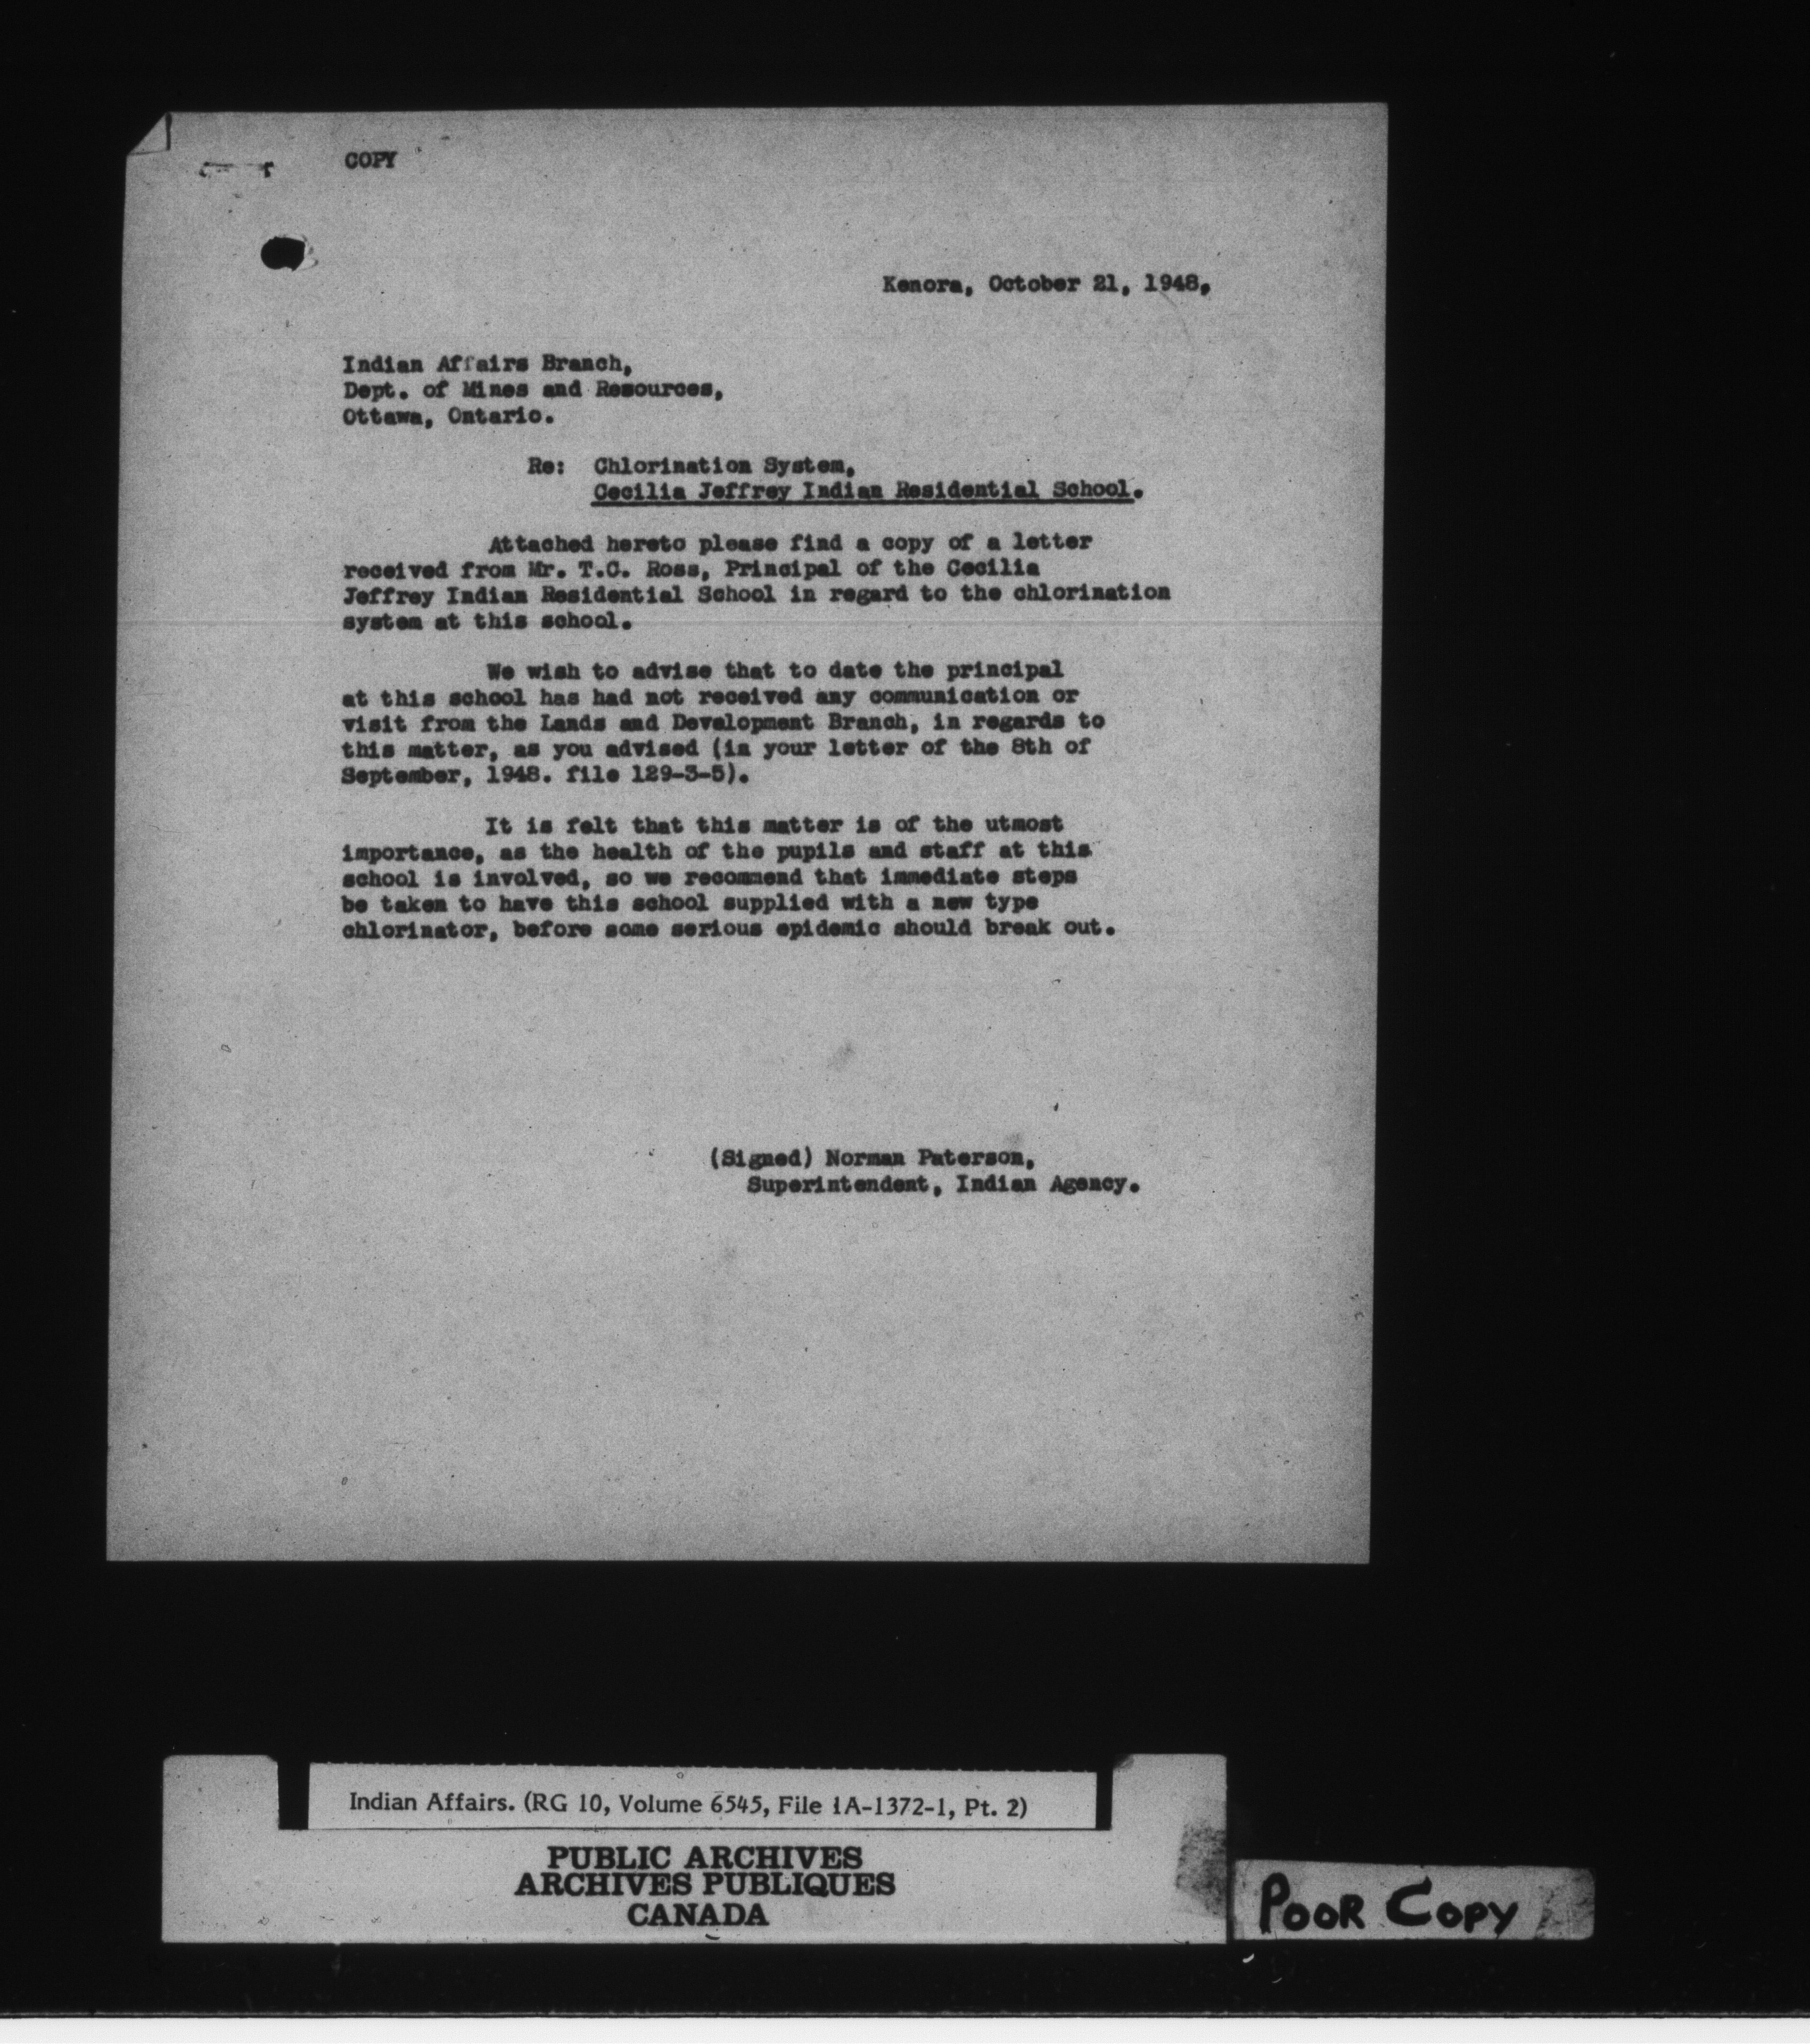 COPY
Kenora, October 21, 1948,
Indian Affairs Branch,
Dept. of Mines and Resources,
Ottawa, Ontario.
Re: Chlorination System,
Cecilia Jeffrey Indian Residential School.
Attached hereto please find a copy of a letter
received from Mr. T.C. Ross, Principal of the Cecilia
Jeffrey Indian Residential School in regard to the chlorination
system at this school.
We wish to advise that to date the principal
at this school has had not received any communication or
visit from the Lands and Development Branch, in regards to
this matter, as you advised (in your letter of the 8th of
September, 1948. file 129-3-5).
It is felt that this matter is of the utmost
importance, as the health of the pupils and staff at this
school is involved, so we recommend that immediate steps
be taken to have this school supplied with a new type
chlorinator, before some serious epidemic should break out.
(Signed) Norman Paterson,
Superintendent, Indian Agency.
Indian Affairs. (RG 10, Volume 6545, File 1A-1372-1, Pt. 2)
PUBLIC ARCHIVES
ARCHIVES PUBLIQUES
CANADA
POOR COPY